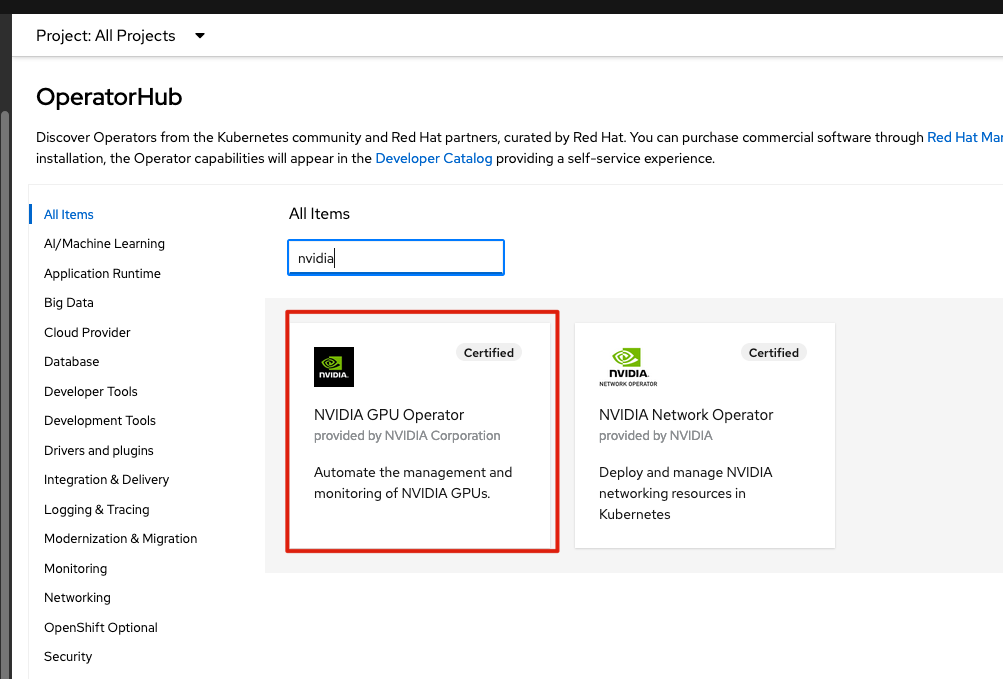 Project: All Projects
OperatorHub
Discover Operators from the Kubernetes community and Red Hat partners, curated by Red Hat. You can purchase commercial software through Red Hat Mar
installation, the Operator capabilities will appear in the Developer Catalog providing a self-service experience.
All Items
AI/Machine Learning
Application Runtime
Big Data
Cloud Provider
Database
Developer Tools
Development Tools
Drivers and plugins
Integration & Delivery
Logging & Tracing
Modernization & Migration
Monitoring
Networking
OpenShift Optional
Security
All Items
nvidia
NVIDIA.
Certified
NVIDIA GPU Operator
provided by NVIDIA Corporation
Automate the management and
monitoring of NVIDIA GPUs.
NVIDIA.
NETWORK OPERATOR
Certified
NVIDIA Network Operator
provided by NVIDIA
Deploy and manage NVIDIA
networking resources in
Kubernetes